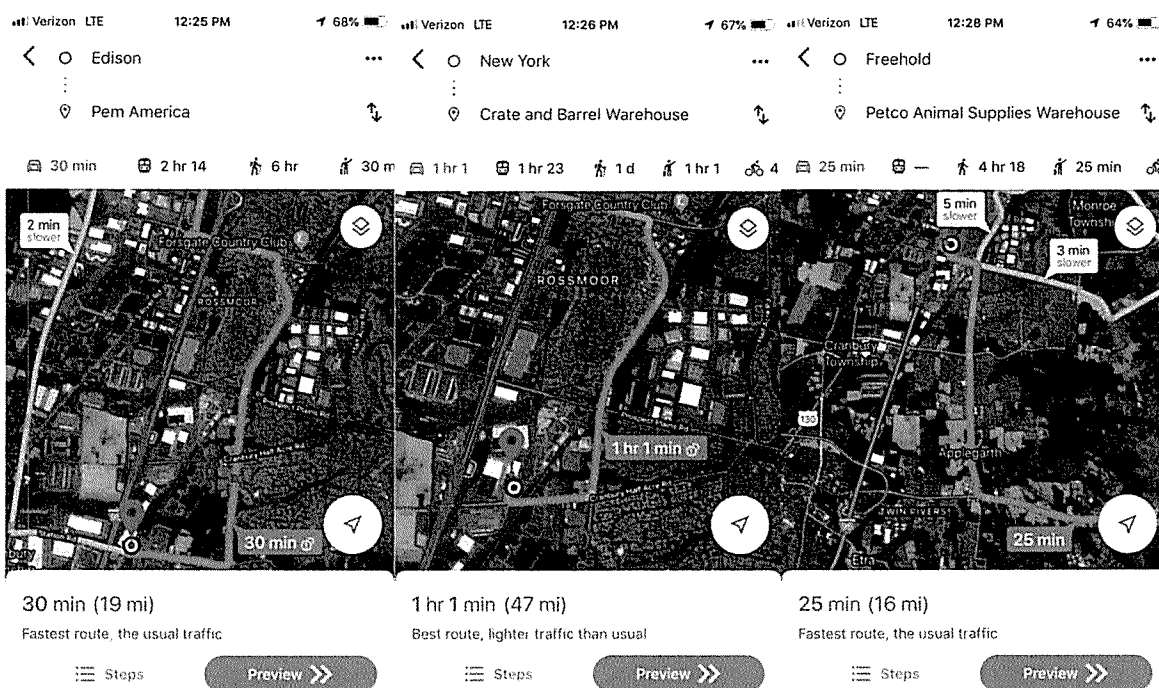 Verizon LTE 12:25 PM 68%
Edison
Pem America
30 min 2 hr 14 6 hr 30 m
2 min
slower
Forsgate Country Club
ROSSMOOR
30 min
30 min (19 mi)
Fastest route, the usual traffic
Steps Preview
Verizon LTE 12:26 PM 67%
New York
Crate and Barrel Warehouse
1 hr 1 1 hr 23 1 d 1 hr 1 4
Forsgate Country Club
ROSSMOOR
1 hr 1 min
1 hr 1 min (47 mi)
Best route, lighter traffic than usual
Steps Preview
Verizon LTE 12:28 PM 64%
Freehold
Petco Animal Supplies Warehouse
25 min — 4 hr 18 25 min
5 min
slower
Monroe
Township
3 min
slower
Cranbury
Township
130
Applegarth
TWIN RIVERS
Etra
25 min
25 min (16 mi)
Fastest route, the usual traffic
Steps Preview